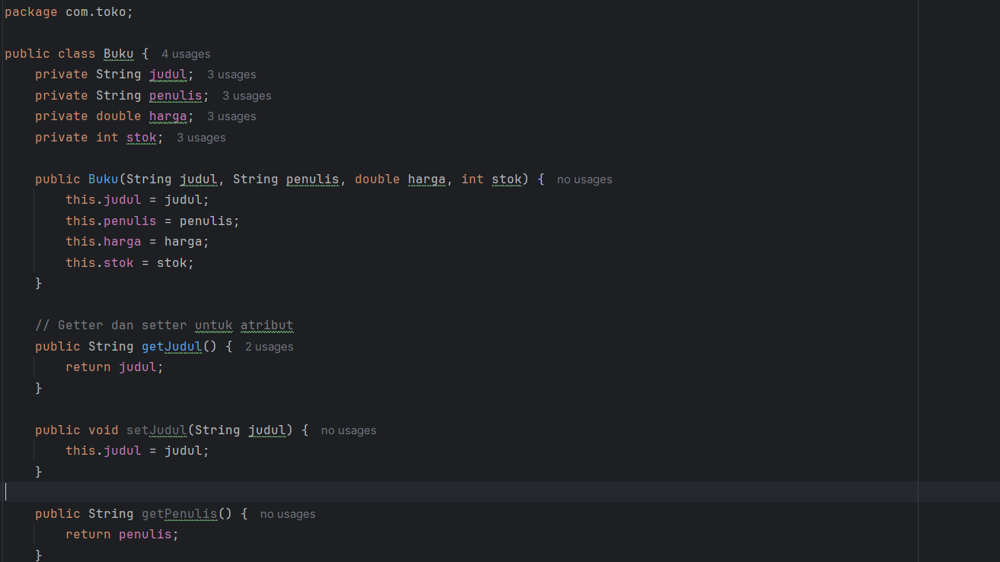 package com.toko;
public class Buku { 4 usages
private String judul; 3 usages
private String penulis; 3 usages
private double harga; 3 usages
private int stok; 3 usages
public Buku(String judul, String penulis, double harga, int stok) { no usages
this.judul = judul;
this.penulis = penulis;
this.harga = harga;
this.stok = stok;
}
// Getter dan setter untuk atribut
public String getJudul() { 2 usages
return judul;
}
public void setJudul(String judul) { no usages
this.judul = judul;
}
public String getPenulis() { no usages
return penulis;
}